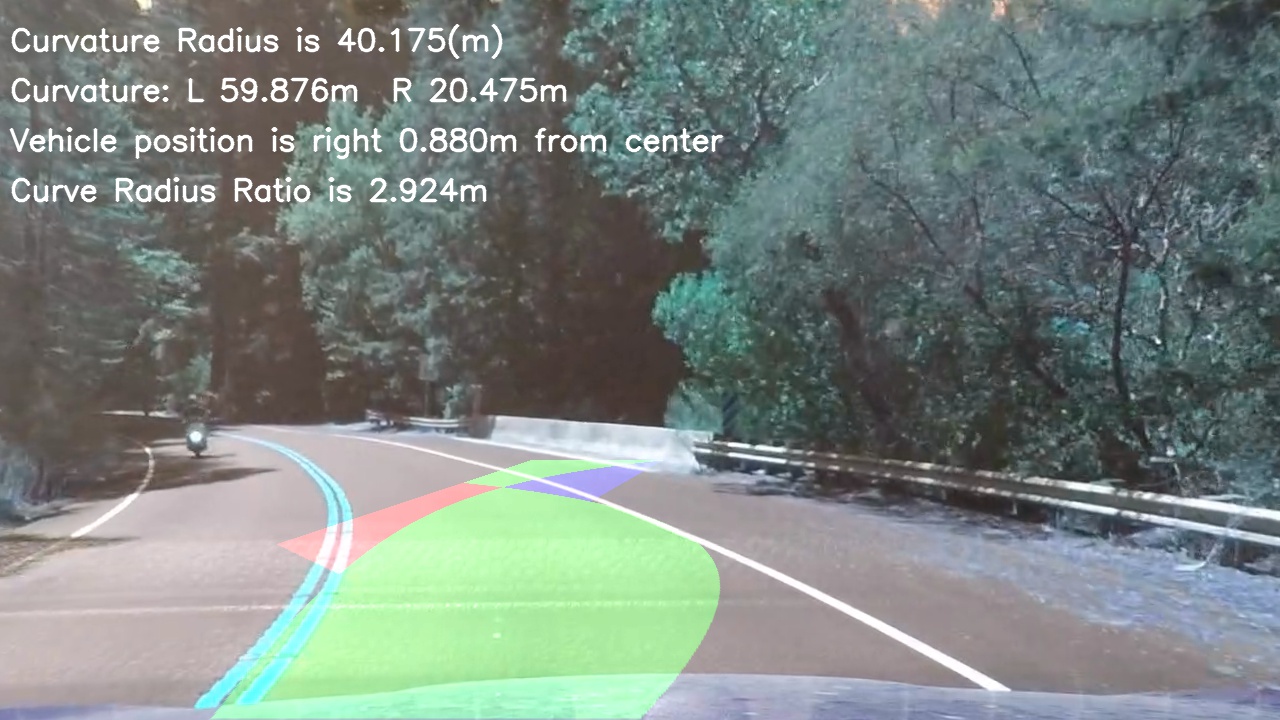 Curvature Radius is 40.175(m)
Curvature: L 59.876m R 20.475m
Vehicle position is right 0.880m from center
Curve Radius Ratio is 2.924m